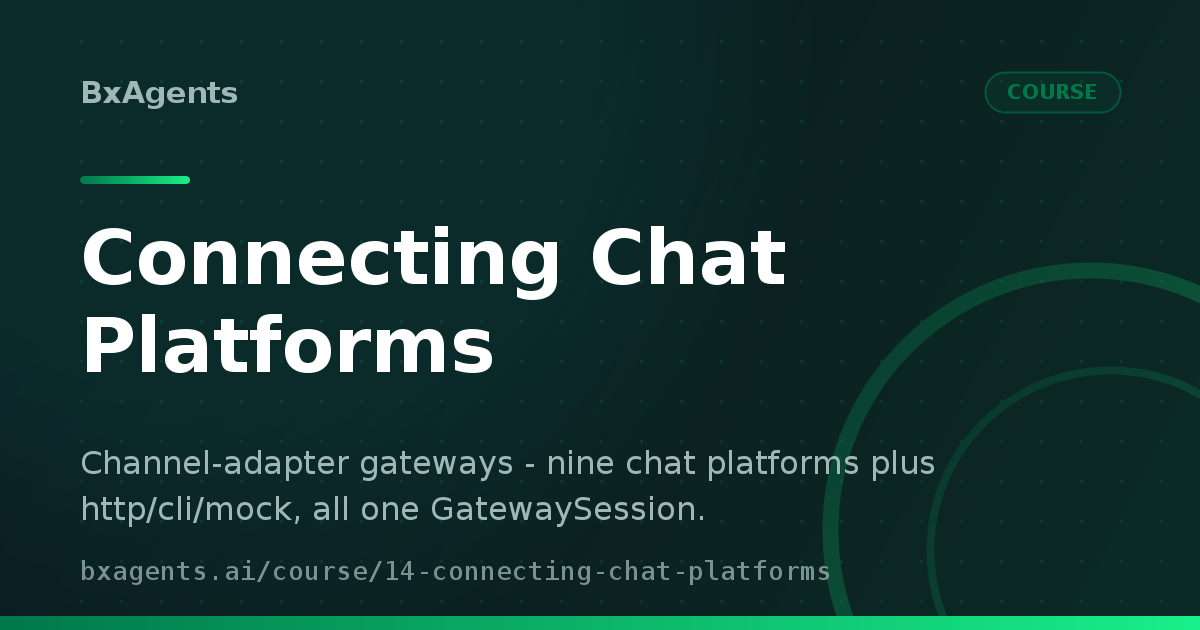 BxAgents
COURSE
Connecting Chat
Platforms
Channel-adapter gateways - nine chat platforms plus
http/cli/mock, all one GatewaySession.
bxagents.ai/course/14-connecting-chat-platforms